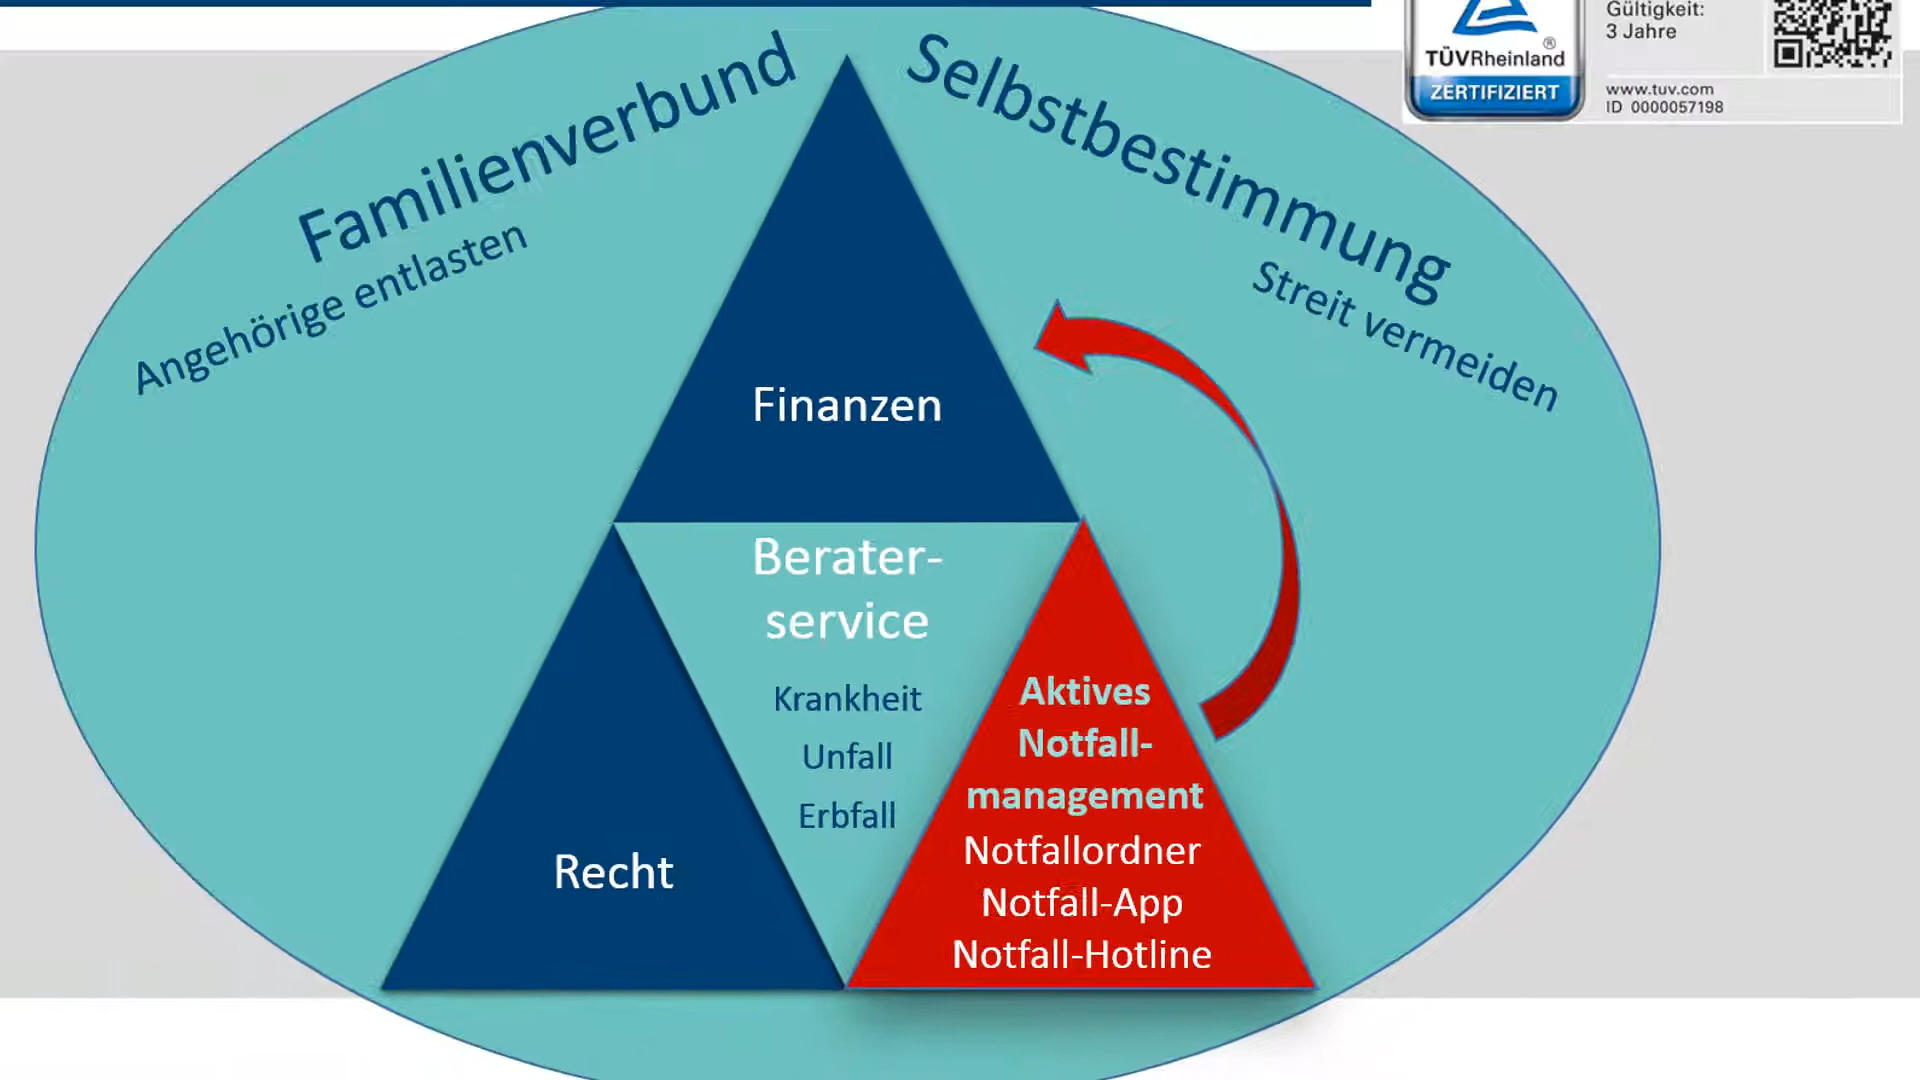 Gültigkeit:
3 Jahre
TÜVRheinland®
ZERTIFIZIERT
www.tuv.com
ID 0000057198
Familienverbund
Angehörige entlasten
Selbstbestimmung
Streit vermeiden
Finanzen
Berater-
service
Krankheit
Unfall
Erbfall
Recht
Aktives
Notfall-
management
Notfallordner
Notfall-App
Notfall-Hotline